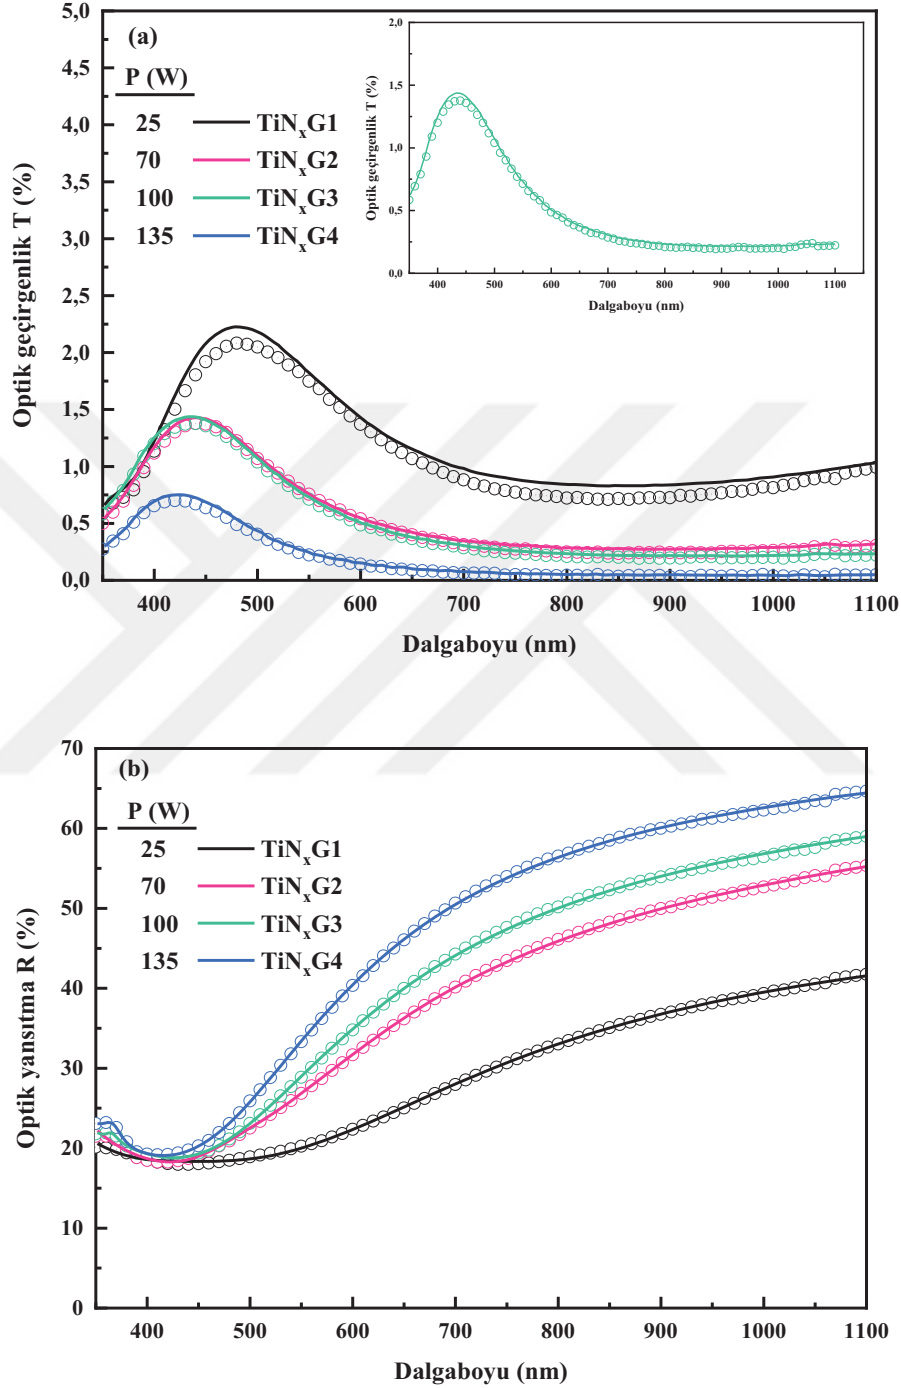 (a)
P (W)
25 TiNₓG1
70 TiNₓG2
100 TiNₓG3
135 TiNₓG4
Optik geçirgenlik T (%)
5,0
4,5
4,0
3,5
3,0
2,5
2,0
1,5
1,0
0,5
0,0
400 500 600 700 800 900 1000 1100
Dalgaboyu (nm)
Optik geçirgenlik T (%)
2,0
1,5
1,0
0,5
0,0
400 500 600 700 800 900 1000 1100
Dalgaboyu (nm)
(b)
P (W)
25 TiNₓG1
70 TiNₓG2
100 TiNₓG3
135 TiNₓG4
Optik yansıtma R (%)
70
60
50
40
30
20
10
0
400 500 600 700 800 900 1000 1100
Dalgaboyu (nm)